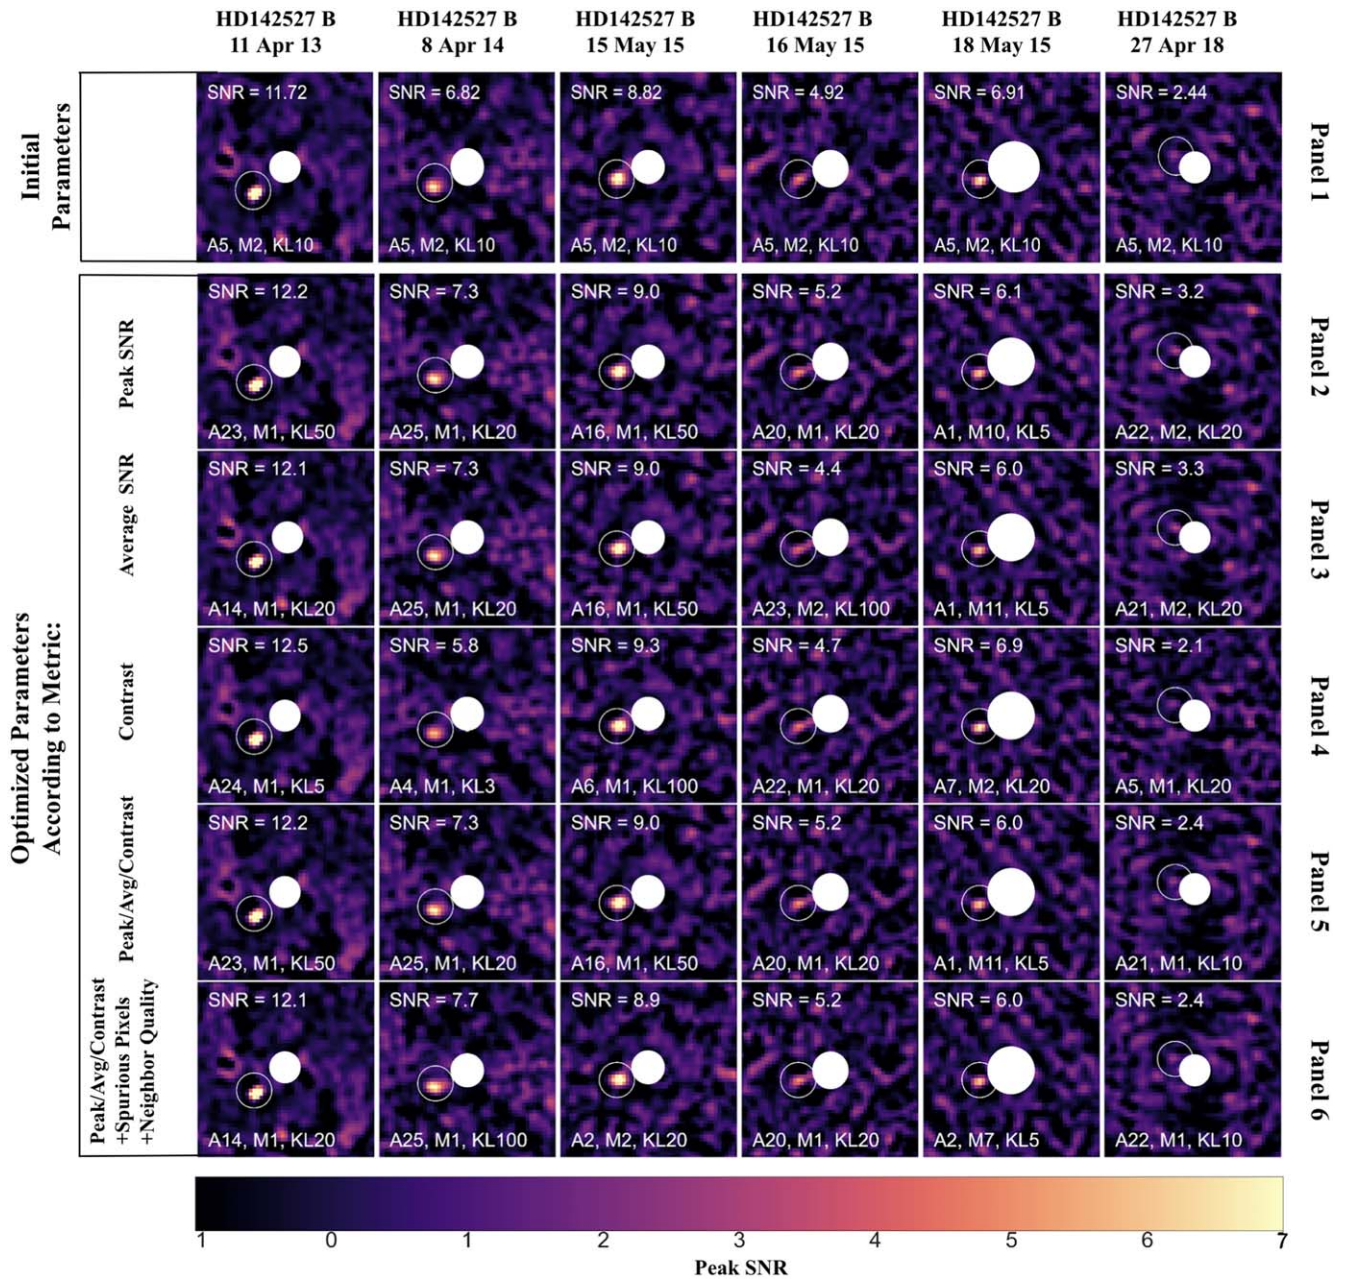 HD142527 B
11 Apr 13
HD142527 B
8 Apr 14
HD142527 B
15 May 15
HD142527 B
16 May 15
HD142527 B
18 May 15
HD142527 B
27 Apr 18
Initial
Parameters
SNR = 11.72
SNR = 6.82
SNR = 8.82
SNR = 4.92
SNR = 6.91
SNR = 2.44
A5, M2, KL10
A5, M2, KL10
A5, M2, KL10
A5, M2, KL10
A5, M2, KL10
A5, M2, KL10
Panel 1
Optimized Parameters
According to Metric:
Peak SNR
SNR = 12.2
SNR = 7.3
SNR = 9.0
SNR = 5.2
SNR = 6.1
SNR = 3.2
A23, M1, KL50
A25, M1, KL20
A16, M1, KL50
A20, M1, KL20
A1, M10, KL5
A22, M2, KL20
Panel 2
Average SNR
SNR = 12.1
SNR = 7.3
SNR = 9.0
SNR = 4.4
SNR = 6.0
SNR = 3.3
A14, M1, KL20
A25, M1, KL20
A16, M1, KL50
A23, M2, KL100
A1, M11, KL5
A21, M2, KL20
Panel 3
Contrast
SNR = 12.5
SNR = 5.8
SNR = 9.3
SNR = 4.7
SNR = 6.9
SNR = 2.1
A24, M1, KL5
A4, M1, KL3
A6, M1, KL100
A22, M1, KL20
A7, M2, KL20
A5, M1, KL20
Panel 4
Peak/Avg/Contrast
SNR = 12.2
SNR = 7.3
SNR = 9.0
SNR = 5.2
SNR = 6.0
SNR = 2.4
A23, M1, KL50
A25, M1, KL20
A16, M1, KL50
A20, M1, KL20
A1, M11, KL5
A21, M1, KL10
Panel 5
Peak/Avg/Contrast
+Spurious Pixels
+Neighbor Quality
SNR = 12.1
SNR = 7.7
SNR = 8.9
SNR = 5.2
SNR = 6.0
SNR = 2.4
A14, M1, KL20
A25, M1, KL100
A2, M2, KL20
A20, M1, KL20
A2, M7, KL5
A22, M1, KL10
Panel 6
1 0 1 2 3 4 5 6 7
Peak SNR